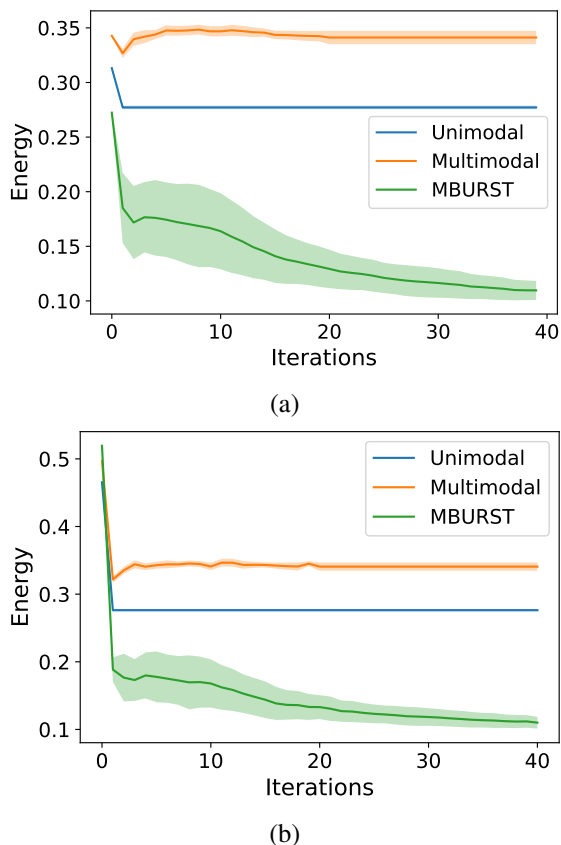 0.35
0.30
0.25
0.20
0.15
0.10
Energy
Unimodal
Multimodal
MBURST
0 10 20 30 40
Iterations
(a)
0.5
0.4
0.3
0.2
0.1
Energy
Unimodal
Multimodal
MBURST
0 10 20 30 40
Iterations
(b)